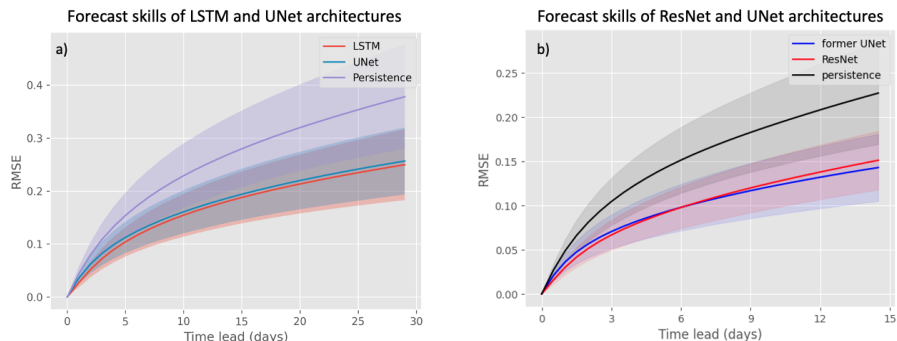 Forecast skills of LSTM and UNet architectures
a)
LSTM
UNet
Persistence
0.4
0.3
0.2
0.1
0.0
RMSE
0
5
10
15
20
25
30
Time lead (days)
Forecast skills of ResNet and UNet architectures
b)
former UNet
ResNet
persistence
0.25
0.20
0.15
0.10
0.05
0.00
RMSE
0
3
6
9
12
15
Time lead (days)